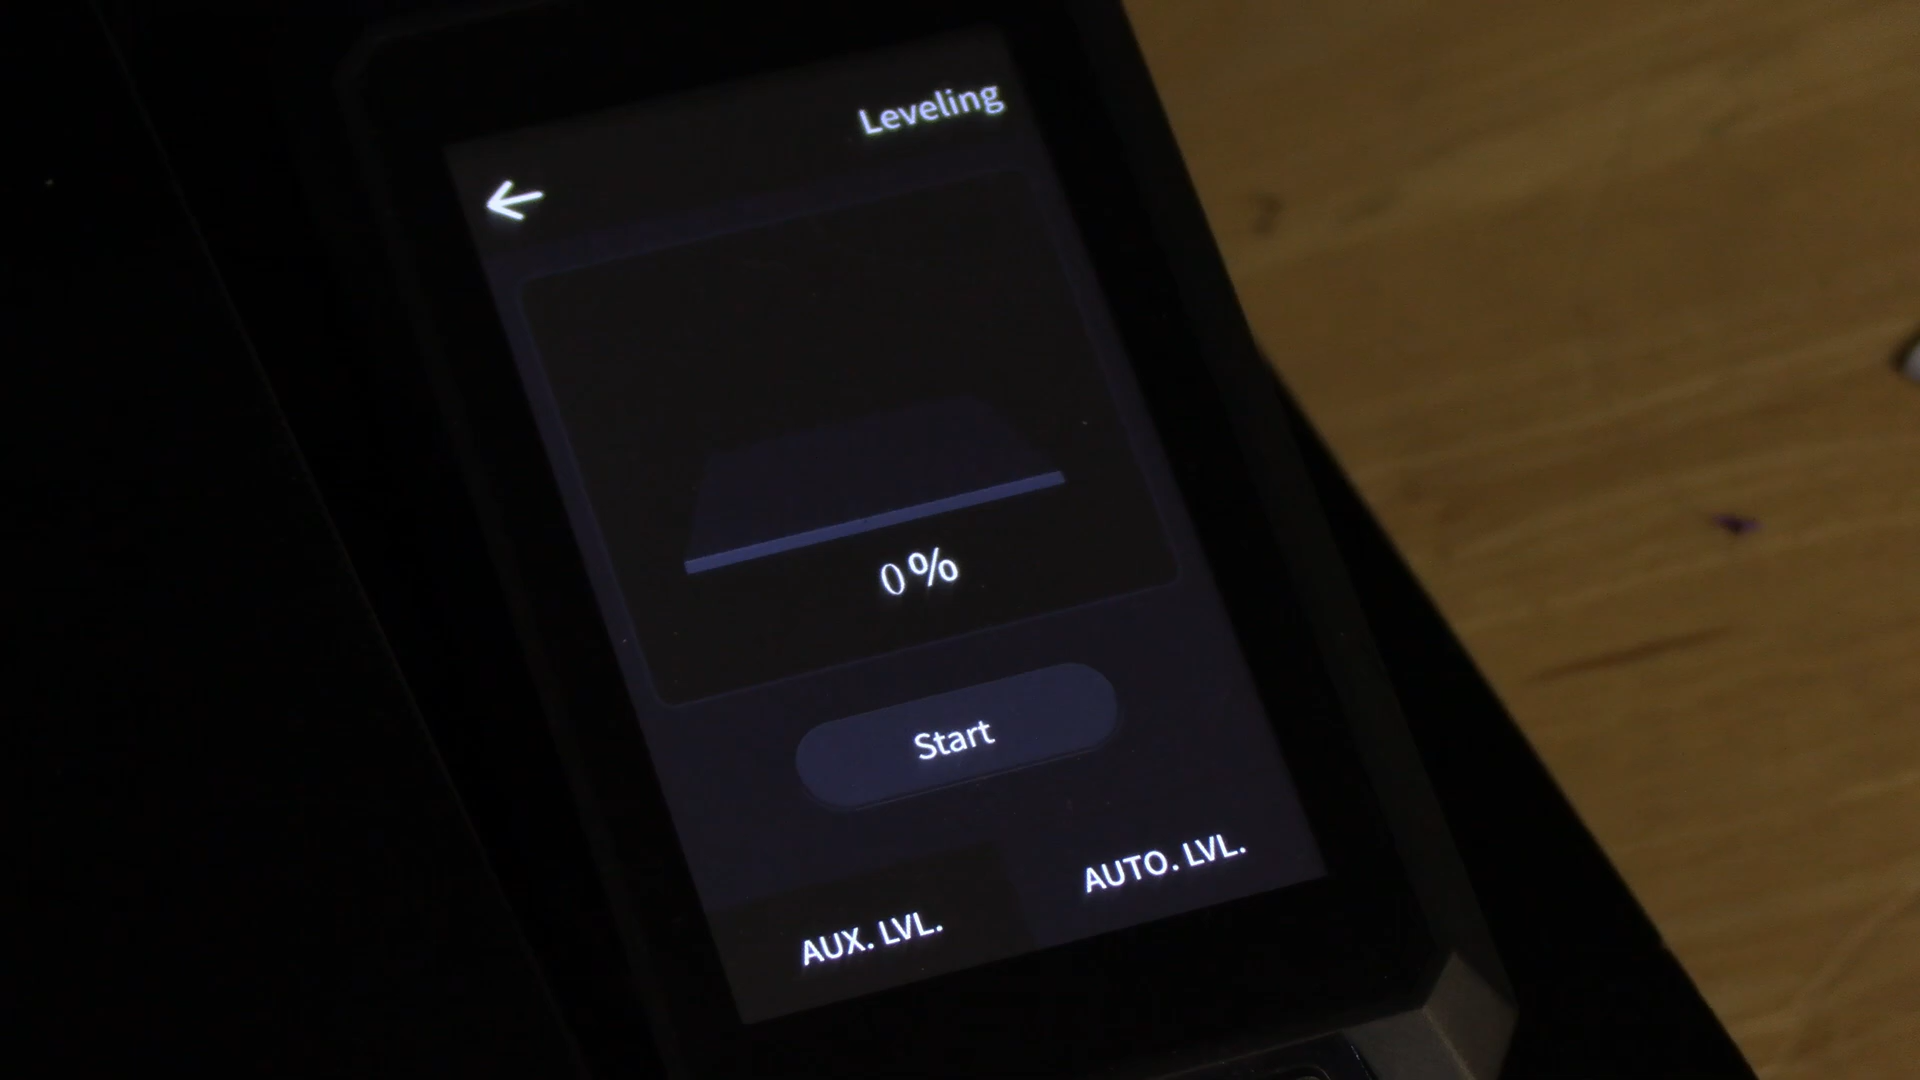 Leveling
0%
Start
AUX. LVL.
AUTO. LVL.